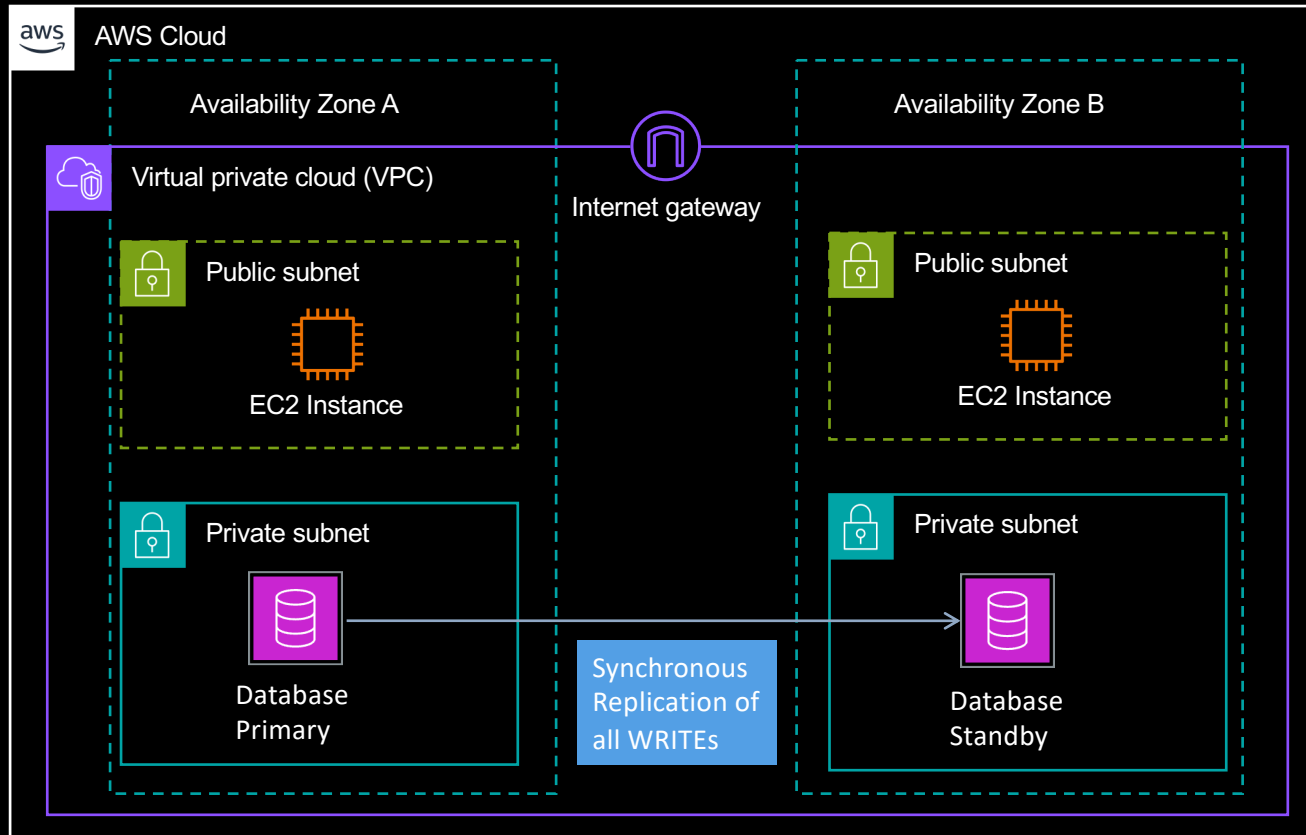 aws
AWS Cloud
Availability Zone A
Availability Zone B
Virtual private cloud (VPC)
Internet gateway
Public subnet
EC2 Instance
Public subnet
EC2 Instance
Private subnet
Database
Primary
Synchronous
Replication of
all WRITEs
Private subnet
Database
Standby